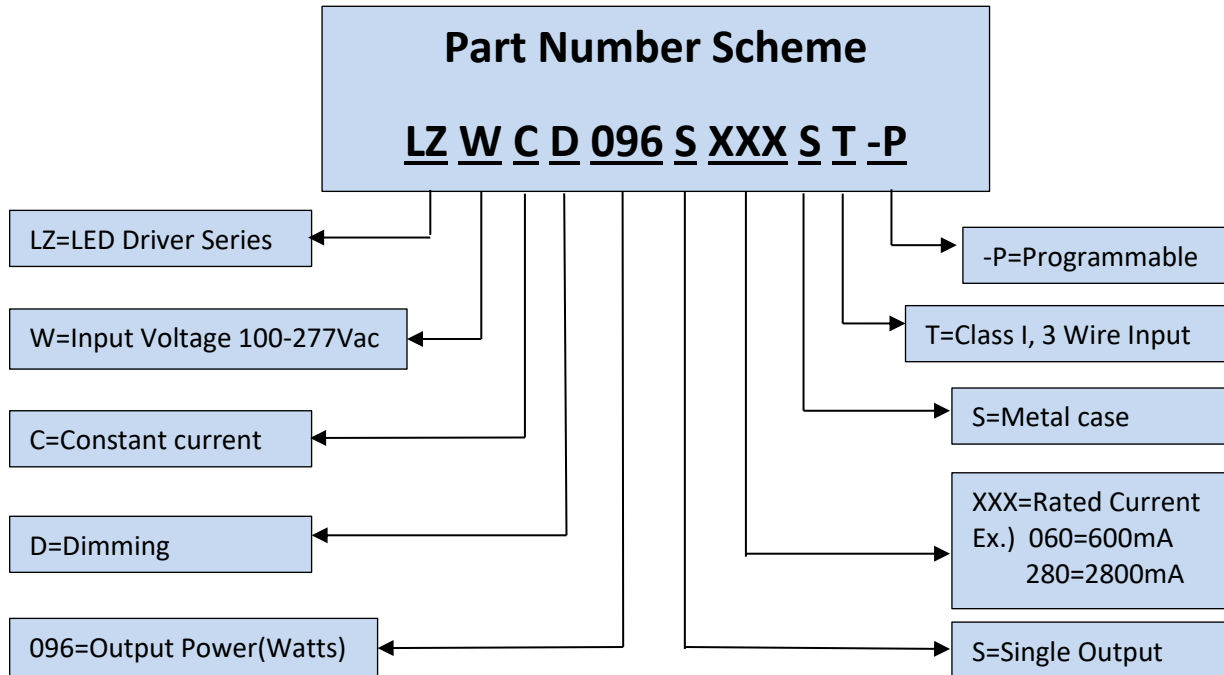 Part Number Scheme
LZ W C D 096 S XXX S T -P
LZ=LED Driver Series
W=Input Voltage 100-277Vac
C=Constant current
D=Dimming
096=Output Power(Watts)
-P=Programmable
T=Class I, 3 Wire Input
S=Metal case
XXX=Rated Current
Ex.) 060=600mA
280=2800mA
S=Single Output